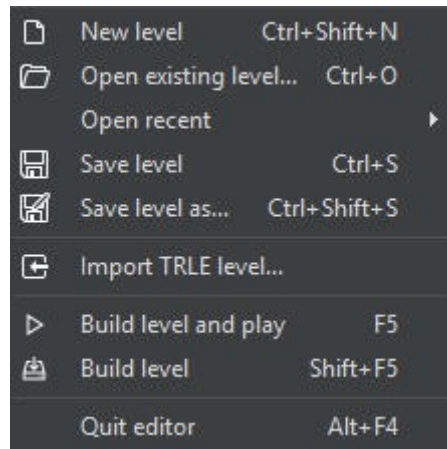 New level Ctrl+Shift+N
Open existing level... Ctrl+O
Open recent
Save level Ctrl+S
Save level as... Ctrl+Shift+S
Import TRLE level...
Build level and play F5
Build level Shift+F5
Quit editor Alt+F4